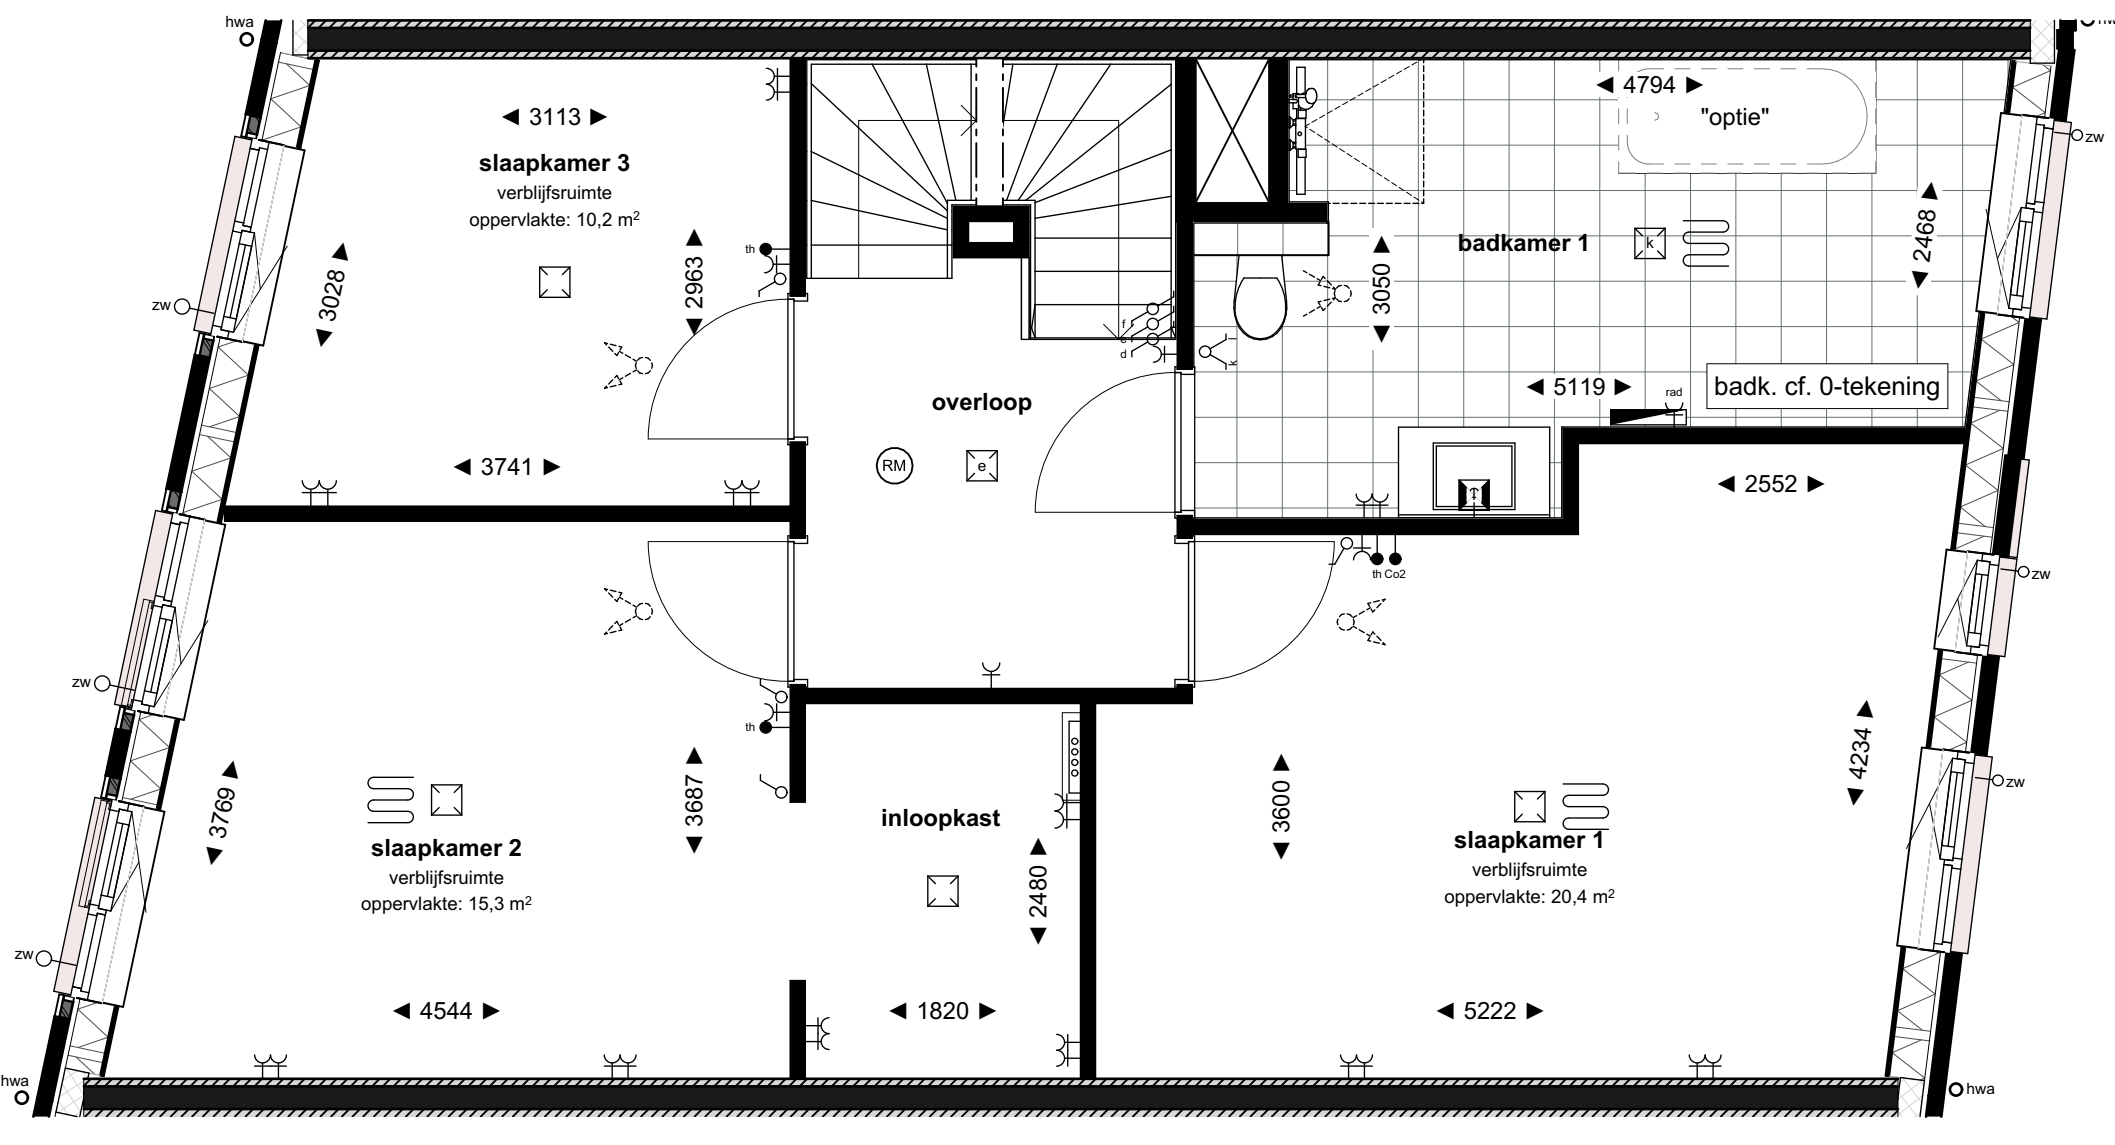 hwa
hwa
4794
"optie"
3113
zw
slaapkamer 3
verblijfsruimte
oppervlakte: 10,2 m²
2468
badkamer 1
k
th
3028
2963
3050
zw
f
e
d
k
l
5119
rad
badk. cf. 0-tekening
overloop
3741
RM
e
2552
th Co2
zw
zw
th
4234
zw
3769
3687
3600
inloopkast
slaapkamer 2
verblijfsruimte
oppervlakte: 15,3 m²
slaapkamer 1
verblijfsruimte
oppervlakte: 20,4 m²
2480
zw
4544
1820
5222
hwa
hwa